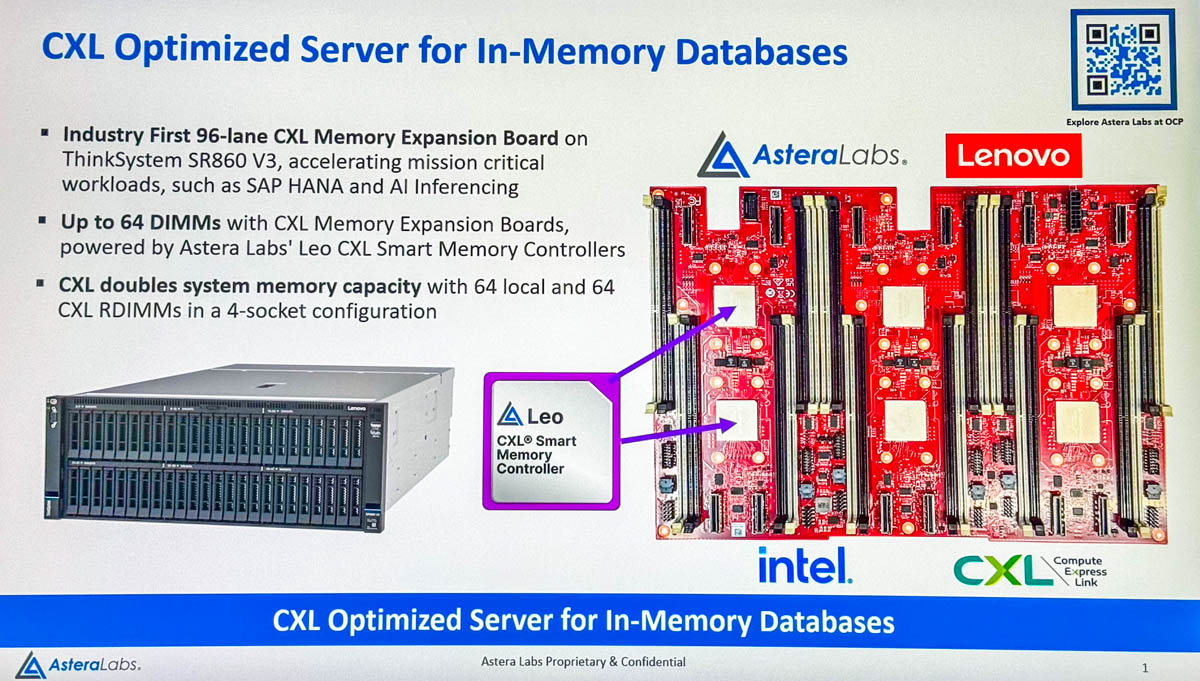 CXL Optimized Server for In-Memory Databases
Explore Astera Labs at OCP
▪ Industry First 96-lane CXL Memory Expansion Board on
ThinkSystem SR860 V3, accelerating mission critical
workloads, such as SAP HANA and AI Inferencing
▪ Up to 64 DIMMs with CXL Memory Expansion Boards,
powered by Astera Labs' Leo CXL Smart Memory Controllers
▪ CXL doubles system memory capacity with 64 local and 64
CXL RDIMMs in a 4-socket configuration
AsteraLabs.
Lenovo
Lenovo
Leo
CXL® Smart
Memory
Controller
intel.
CXL
Compute
Express
Link
CXL Optimized Server for In-Memory Databases
AsteraLabs.
Astera Labs Proprietary & Confidential
1